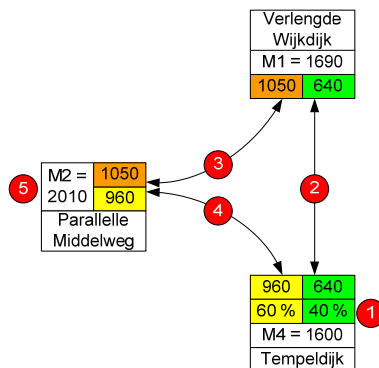 Verlengde
Wijkdijk
M1 = 1690
1050 640
3
M2 =
2010
1050
960
5
2
4
Parallelle
Middelweg
960 640
60 % 40 %
1
M4 = 1600
Tempeldijk